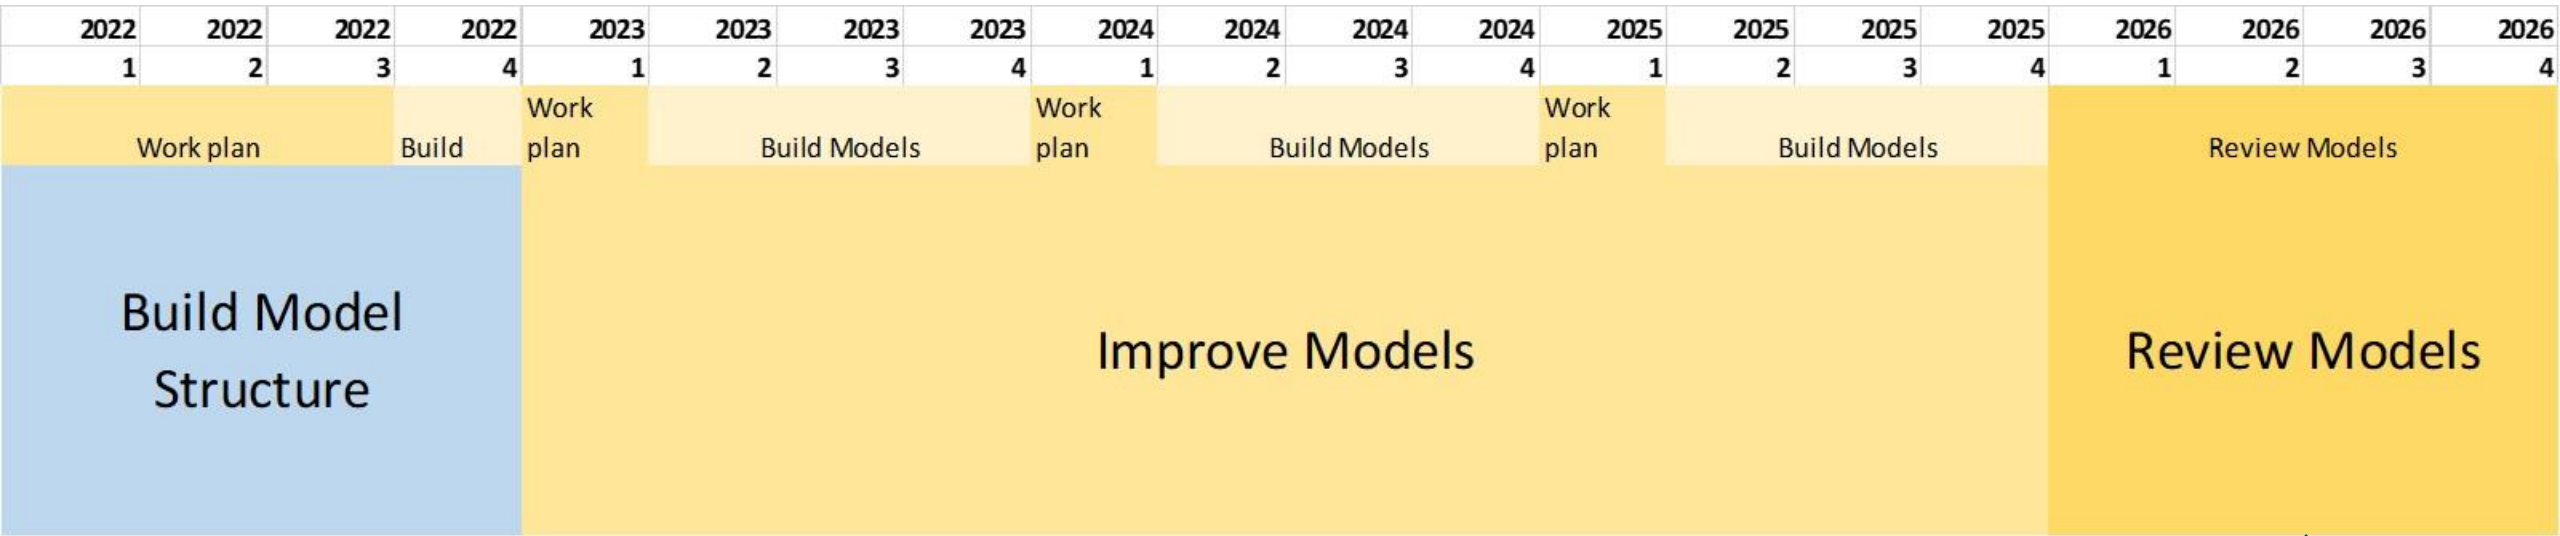 2022 2022 2022 2022 2023 2023 2023 2023 2024 2024 2024 2024 2025 2025 2025 2025 2026 2026 2026 2026
1 2 3 4 1 2 3 4 1 2 3 4 1 2 3 4 1 2 3 4
Work plan
Build
Work
plan
Build Models
Work
plan
Build Models
Work
plan
Build Models
Review Models
Build Model
Structure
Improve Models
Review Models